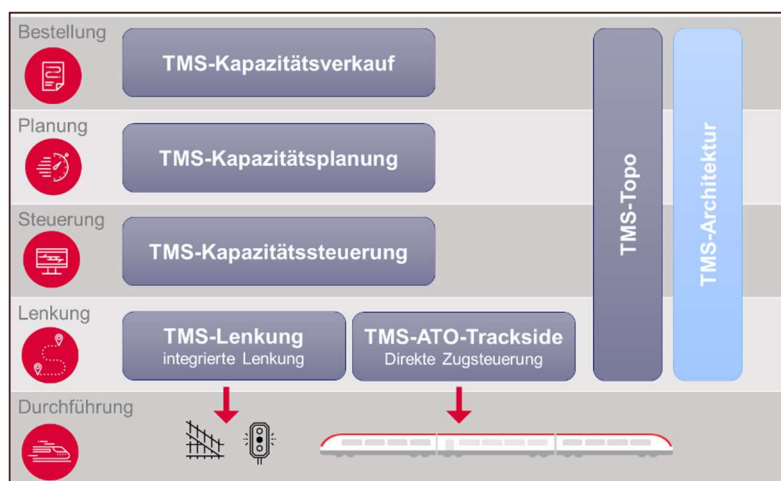 Bestellung
TMS-Kapazitätsverkauf
Planung
TMS-Kapazitätsplanung
Steuerung
TMS-Kapazitätssteuerung
Lenkung
TMS-Lenkung
integrierte Lenkung
TMS-ATO-Trackside
Direkte Zugsteuerung
Durchführung
TMS-Topo
TMS-Architektur